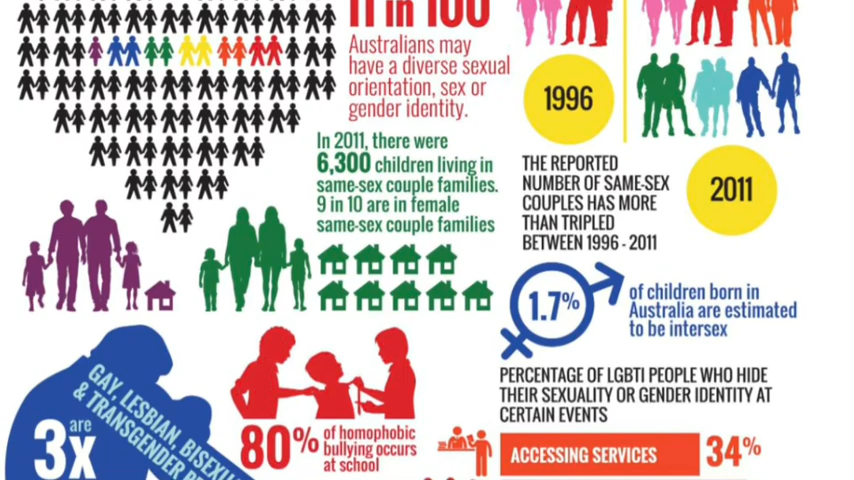 11 in 100
Australians may
have a diverse sexual
orientation, sex or
gender identity.
In 2011, there were
6,300 children living in
same-sex couple families.
9 in 10 are in female
same-sex couple families
1996
2011
THE REPORTED
NUMBER OF SAME-SEX
COUPLES HAS MORE
THAN TRIPLED
BETWEEN 1996 - 2011
1.7%
of children born in
Australia are estimated
to be intersex
GAY, LESBIAN, BISEXU
& TRANSGENDER
are
3x
80%
of homophobic
bullying occurs
at school
PERCENTAGE OF LGBTI PEOPLE WHO HIDE
THEIR SEXUALITY OR GENDER IDENTITY AT
CERTAIN EVENTS
ACCESSING SERVICES
34%